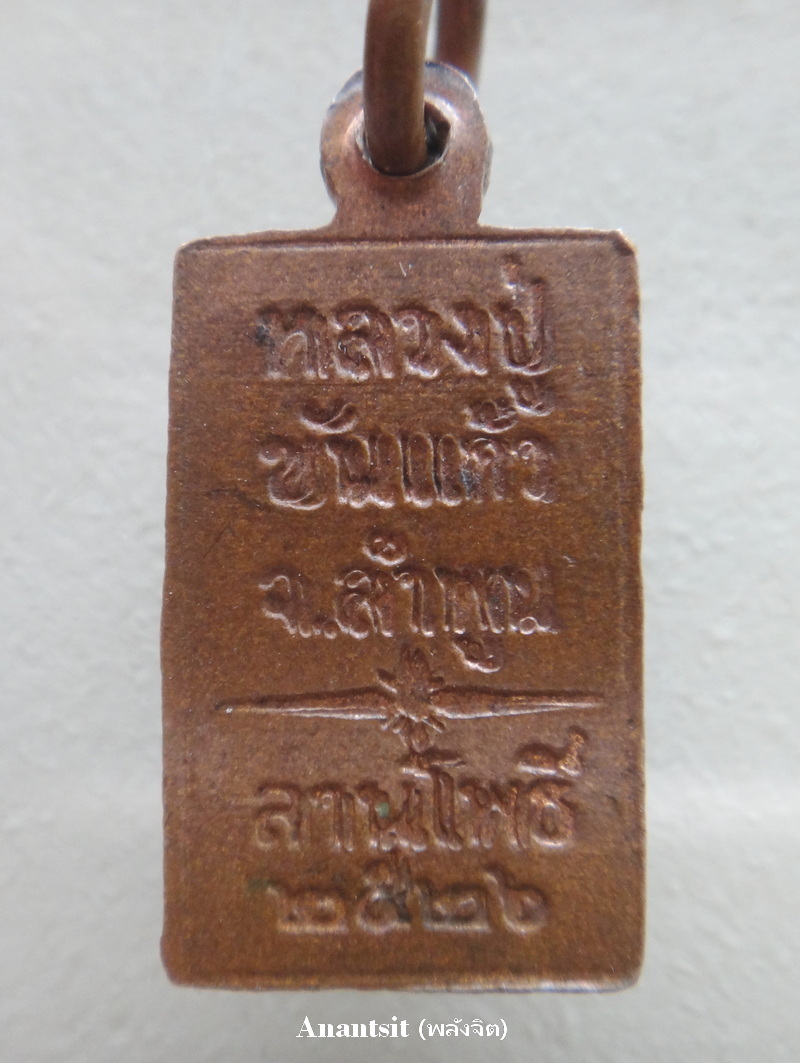 หลวงปู่
ขันแก้ว
จ.ลำพูน
ลานโพธิ์
๒๕๒๖
Anantsit (พลังจิต)